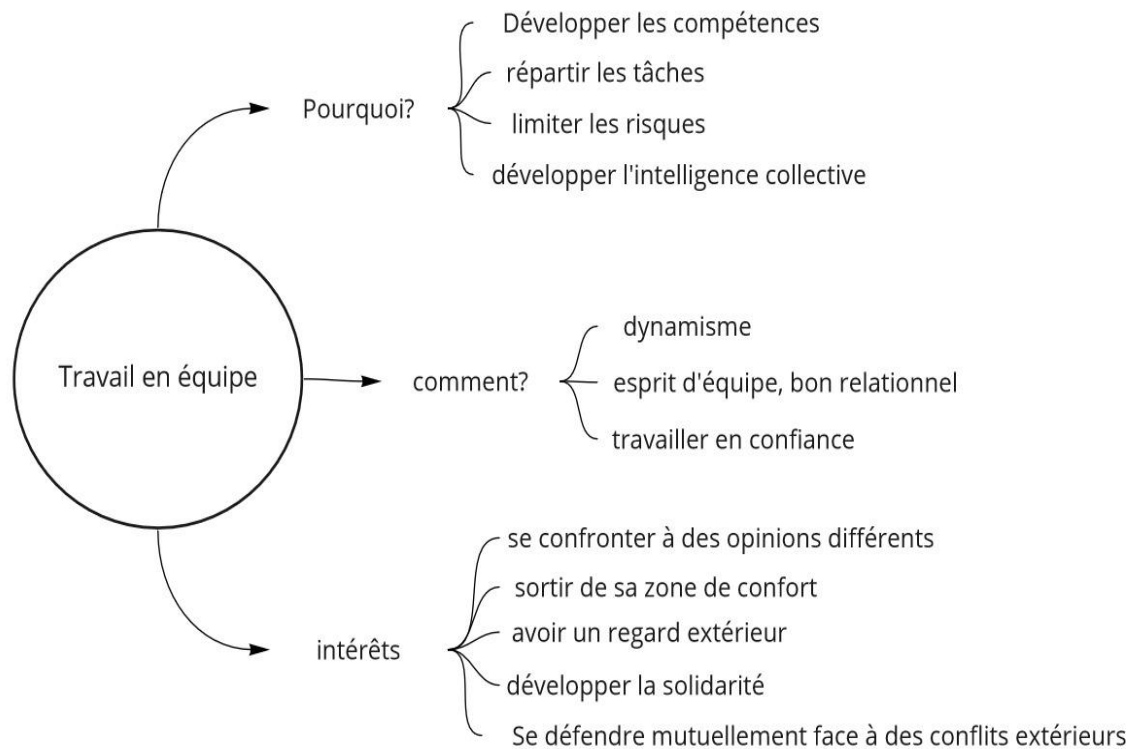 Développer les compétences
répartir les tâches
Pourquoi?
limiter les risques
développer l'intelligence collective
dynamisme
Travail en équipe
comment?
esprit d'équipe, bon relationnel
travailler en confiance
se confronter à des opinions différents
sortir de sa zone de confort
avoir un regard extérieur
intérêts
développer la solidarité
Se défendre mutuellement face à des conflits extérieurs